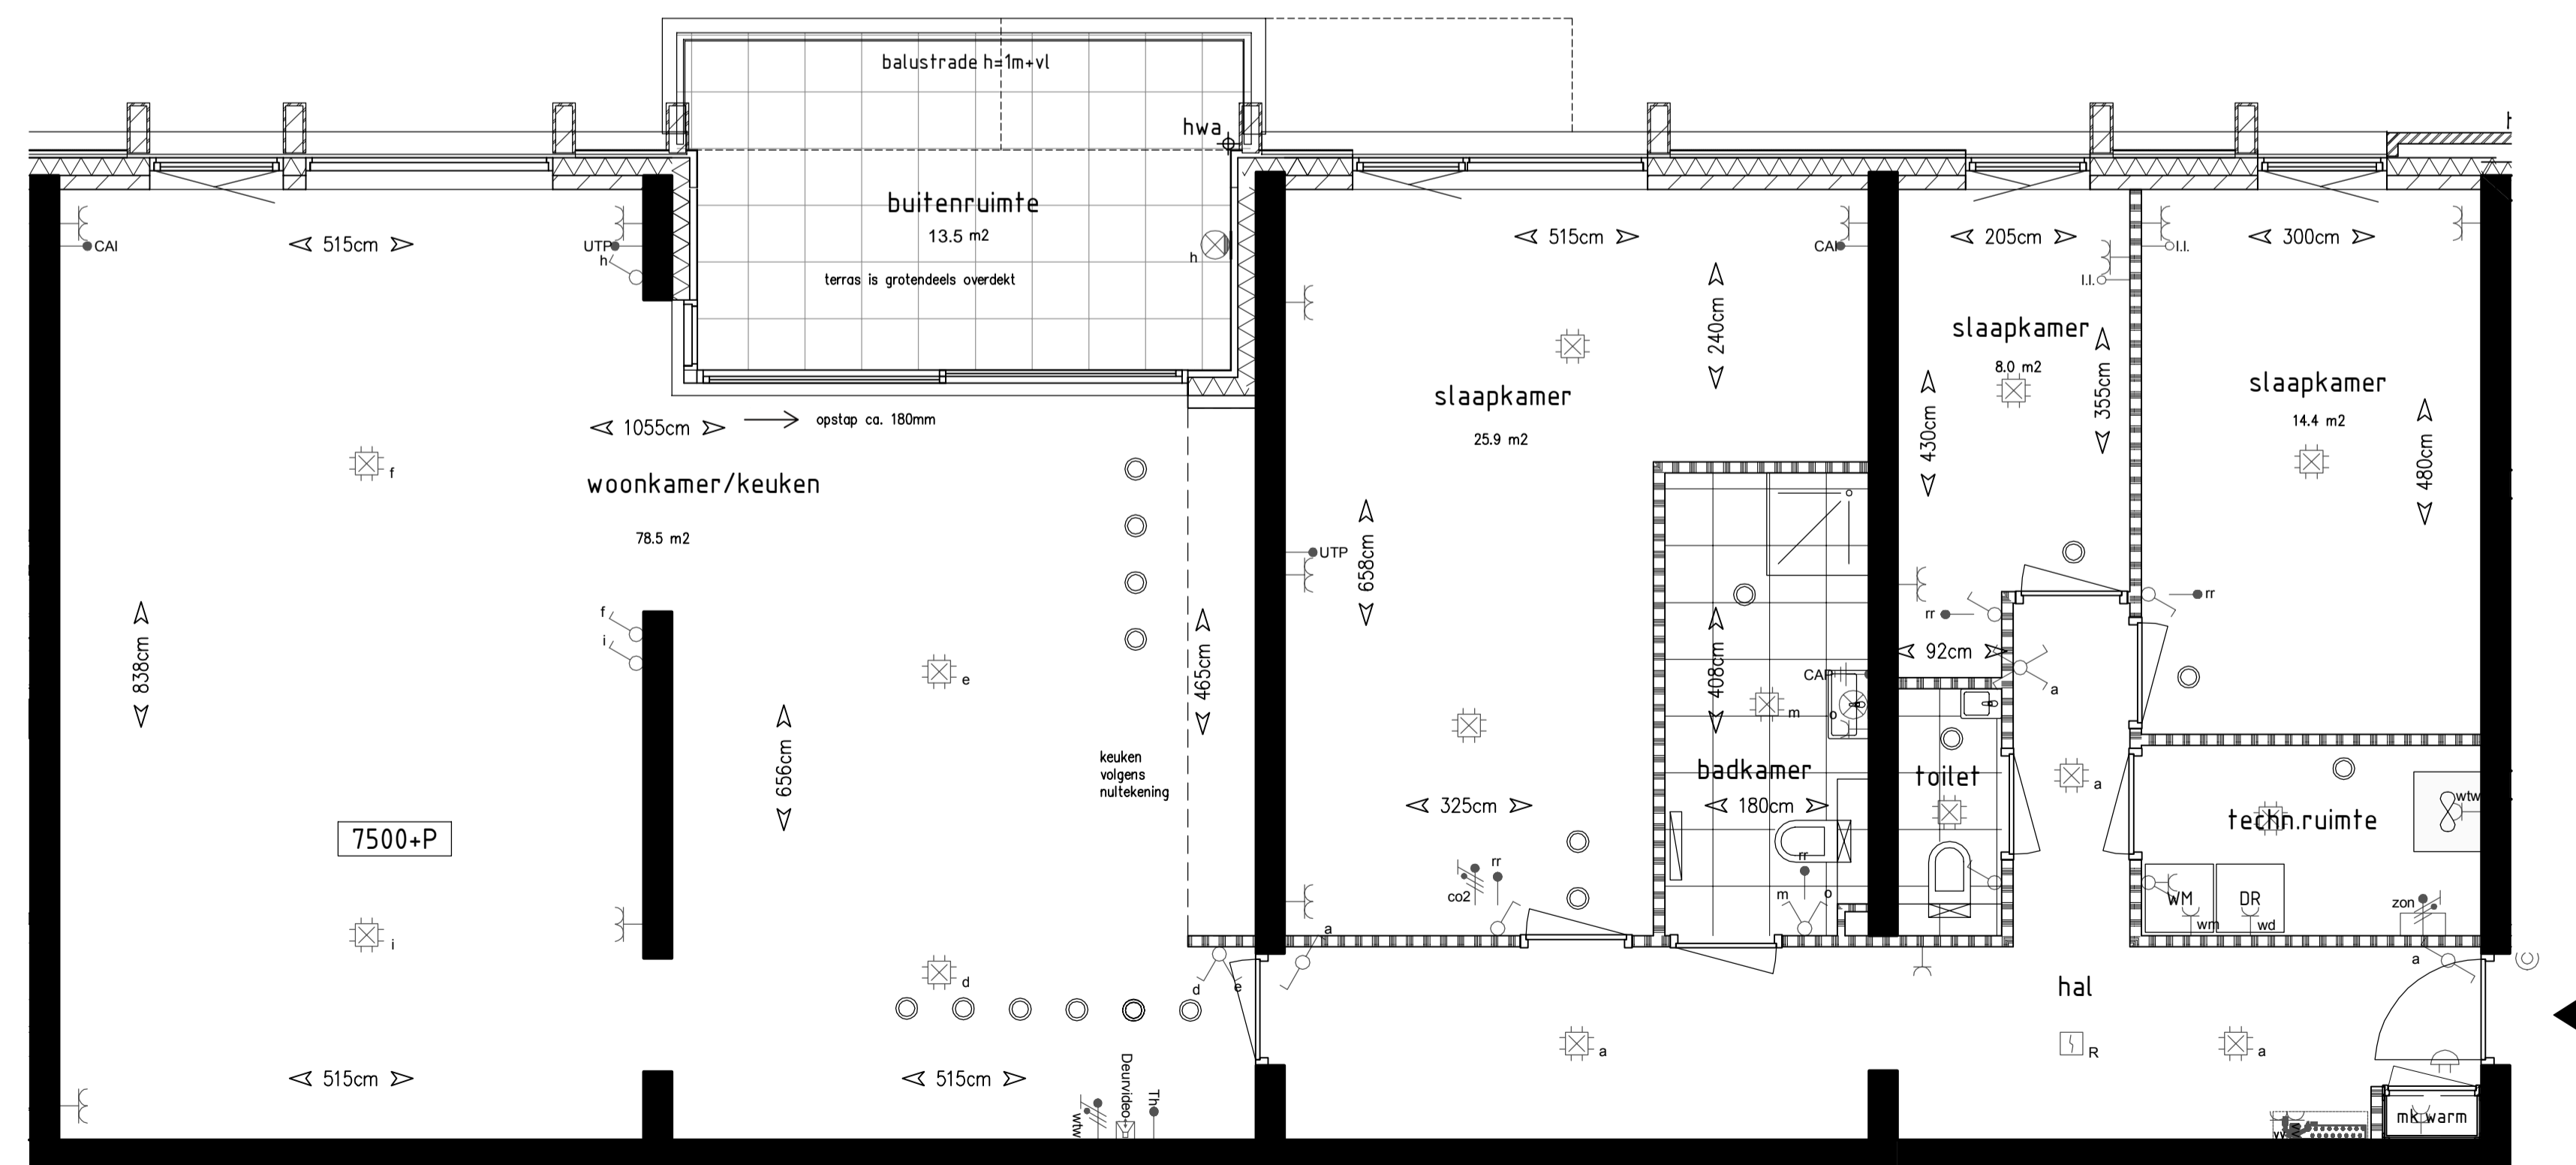 balustrade h=1m+vl
hwa
buitenruimte
13.5 m2
terras is grotendeels overdekt
h
CAI
515cm
UTP
h
1055cm
opstap ca. 180mm
woonkamer/keuken
78.5 m2
f
f
i
838cm
7500+P
i
515cm
e
656cm
465cm
keuken
volgens
nultekening
d
d
e
515cm
wtw
Deurvideo
Th
515cm
CAI
240cm
slaapkamer
25.9 m2
UTP
658cm
325cm
co2
rr
a
408cm
CAP
m
o
badkamer
180cm
rr
m
o
205cm
l.l.
slaapkamer
8.0 m2
355cm
430cm
rr
92cm
a
toilet
a
300cm
l.l.
slaapkamer
14.4 m2
480cm
rr
techn.ruimte
wtw
WM
DR
wm
wd
zon
a
hal
a
R
a
mk warm